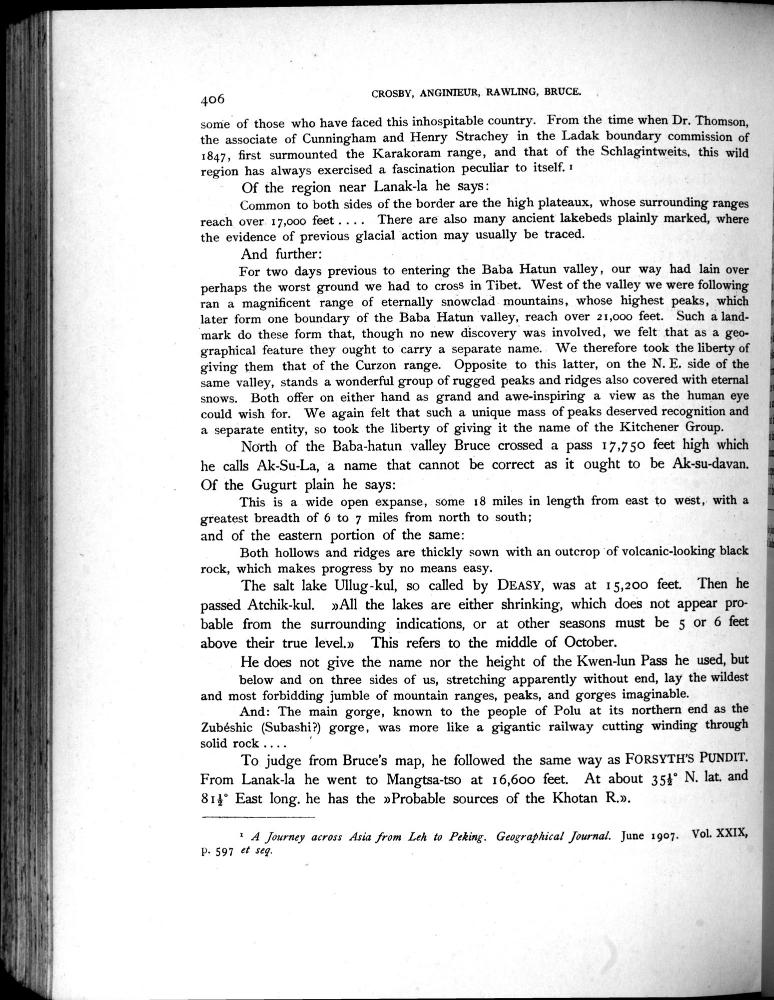 406
CROSBY, ANGINIEUR, RAWLING, BRUCE.
some of those who have faced this inhospitable country. From the time when Dr. Thomson,
the associate of Cunningham and Henry Strachey in the Ladak boundary commission of
1847, first surmounted the Karakoram range, and that of the Schlagintweits, this wild
region has always exercised a fascination peculiar to itself. ¹
Of the region near Lanak-la he says:
Common to both sides of the border are the high plateaux, whose surrounding ranges
reach over 17,000 feet . . . . There are also many ancient lakebeds plainly marked, where
the evidence of previous glacial action may usually be traced.
And further:
For two days previous to entering the Baba Hatun valley, our way had lain over
perhaps the worst ground we had to cross in Tibet. West of the valley we were following
ran a magnificent range of eternally snowclad mountains, whose highest peaks, which
later form one boundary of the Baba Hatun valley, reach over 21,000 feet. Such a land-
mark do these form that, though no new discovery was involved, we felt that as a geo-
graphical feature they ought to carry a separate name. We therefore took the liberty of
giving them that of the Curzon range. Opposite to this latter, on the N. E. side of the
same valley, stands a wonderful group of rugged peaks and ridges also covered with eternal
snows. Both offer on either hand as grand and awe-inspiring a view as the human eye
could wish for. We again felt that such a unique mass of peaks deserved recognition and
a separate entity, so took the liberty of giving it the name of the Kitchener Group.
North of the Baba-hatun valley Bruce crossed a pass 17,750 feet high which
he calls Ak-Su-La, a name that cannot be correct as it ought to be Ak-su-davan.
Of the Gugurt plain he says:
This is a wide open expanse, some 18 miles in length from east to west, with a
greatest breadth of 6 to 7 miles from north to south;
and of the eastern portion of the same:
Both hollows and ridges are thickly sown with an outcrop of volcanic-looking black
rock, which makes progress by no means easy.
The salt lake Ullug-kul, so called by DEASY, was at 15,200 feet. Then he
passed Atchik-kul. »All the lakes are either shrinking, which does not appear pro-
bable from the surrounding indications, or at other seasons must be 5 or 6 feet
above their true level.» This refers to the middle of October.
He does not give the name nor the height of the Kwen-lun Pass he used, but
below and on three sides of us, stretching apparently without end, lay the wildest
and most forbidding jumble of mountain ranges, peaks, and gorges imaginable.
And: The main gorge, known to the people of Polu at its northern end as the
Zubéshic (Subashi?) gorge, was more like a gigantic railway cutting winding through
solid rock . . . .
To judge from Bruce's map, he followed the same way as FORSYTH'S PUNDIT.
From Lanak-la he went to Mangtsa-tso at 16,600 feet. At about 35½° N. lat. and
81½° East long. he has the »Probable sources of the Khotan R.».
¹ A Journey across Asia from Leh to Peking. Geographical Journal. June 1907. Vol. XXIX,
p. 597 et seq.